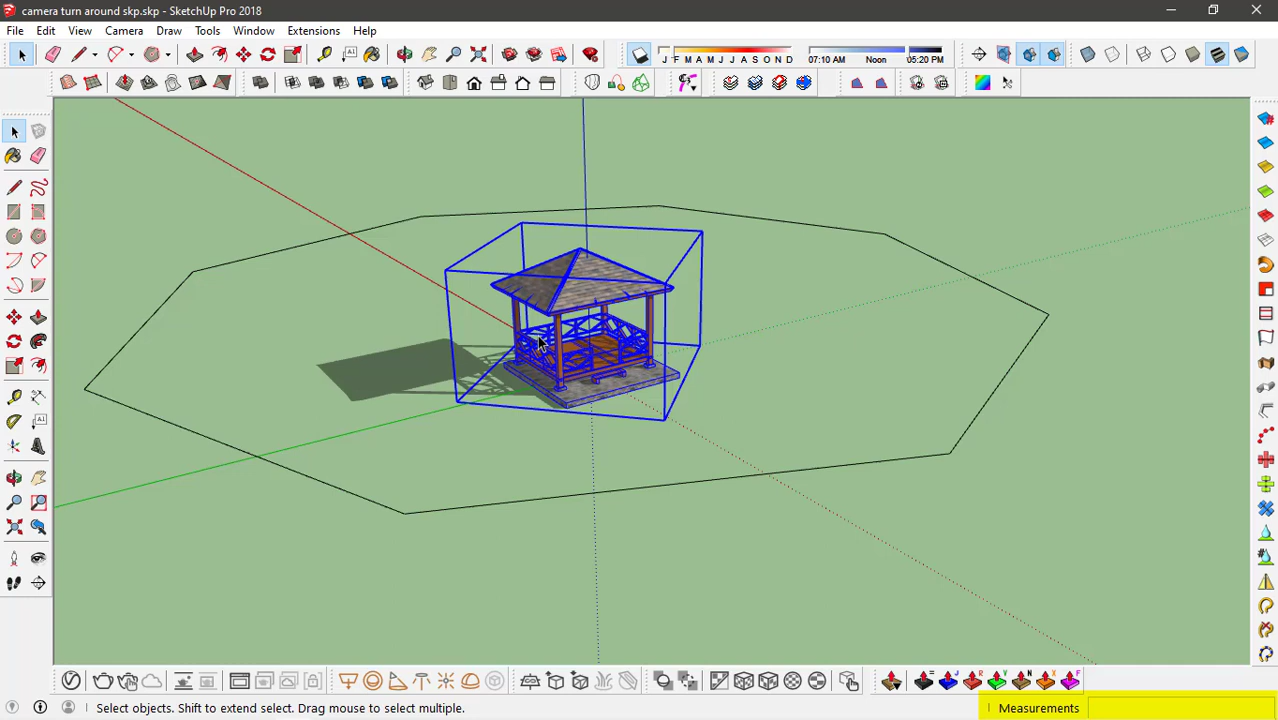 camera turn around skp.skp - SketchUp Pro 2018
File Edit View Camera Draw Tools Window Extensions Help
J F M A M J J A S O N D 07:10 AM Noon 05:20 PM
Select objects. Shift to extend select. Drag mouse to select multiple. Measurements